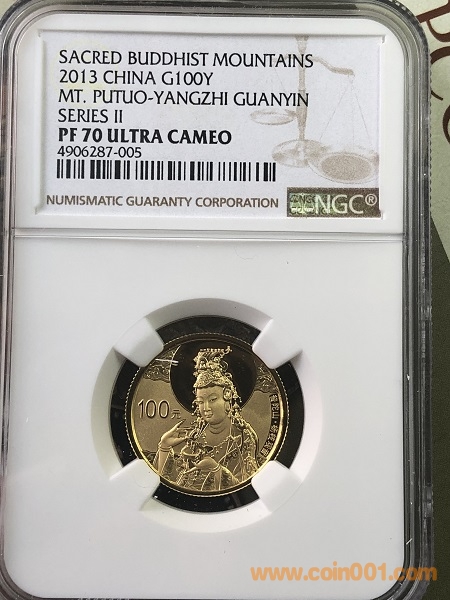 SACRED BUDDHIST MOUNTAINS
2013 CHINA G100Y
MT. PUTUO-YANGZHI GUANYIN
SERIES II
PF 70 ULTRA CAMEO
4906287-005
NUMISMATIC GUARANTY CORPORATION
NGC®
100元
www.coin001.com